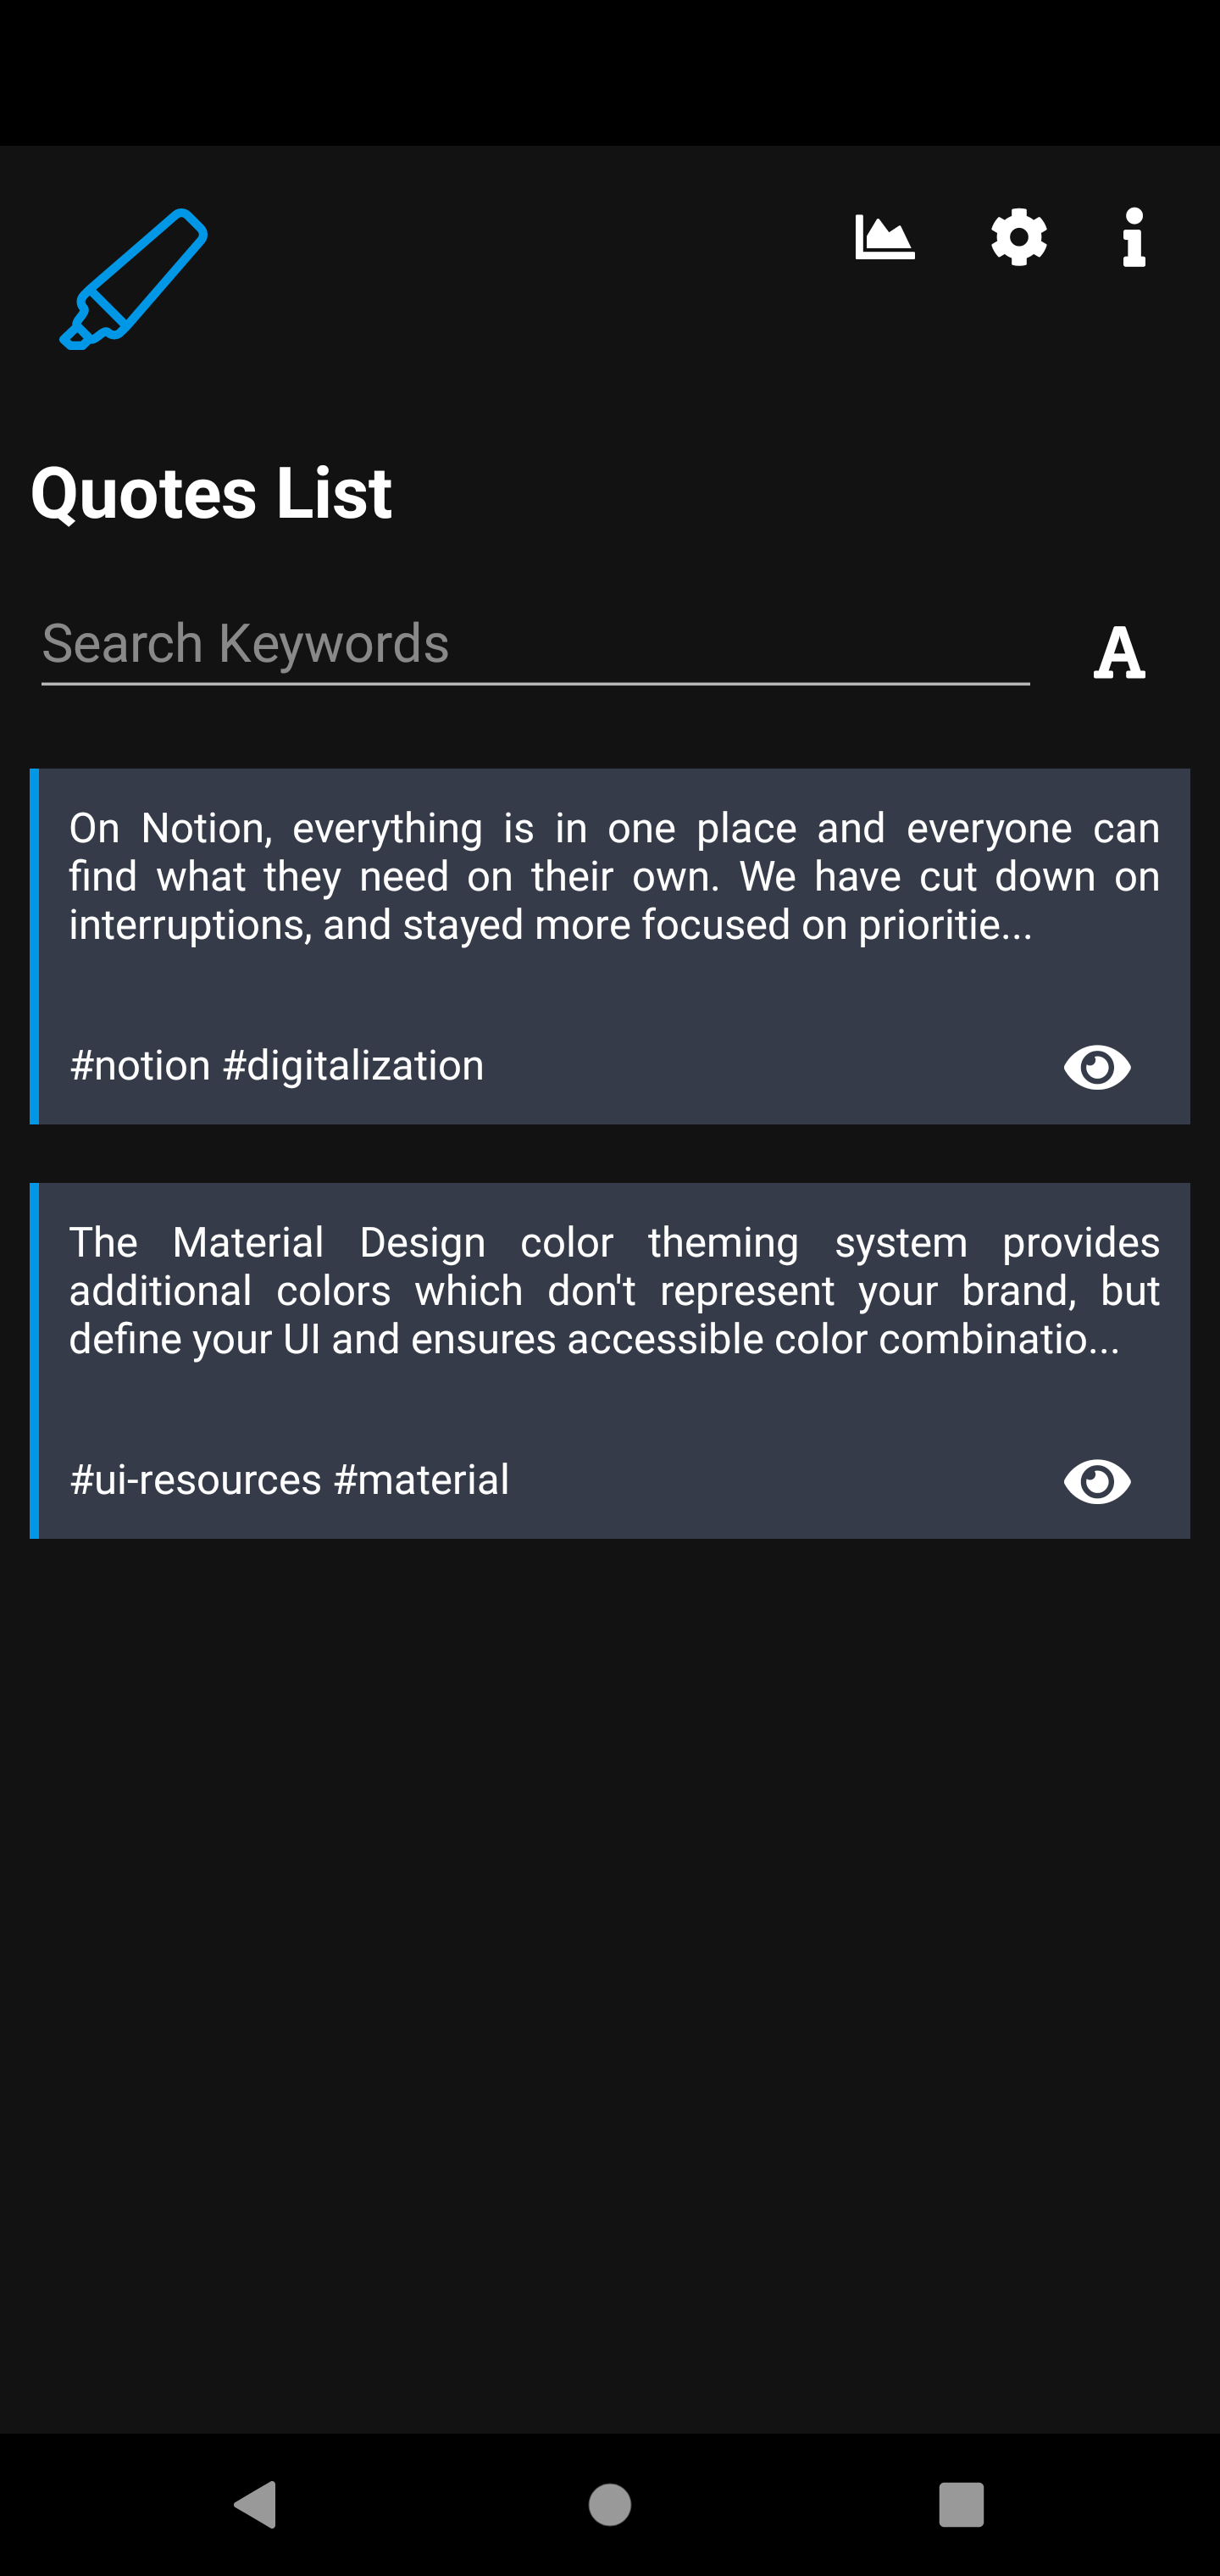 Quotes List
Search Keywords
A
On Notion, everything is in one place and everyone can
find what they need on their own. We have cut down on
interruptions, and stayed more focused on prioritie...
#notion #digitalization
The Material Design color theming system provides
additional colors which don't represent your brand, but
define your UI and ensures accessible color combinatio...
#ui-resources #material